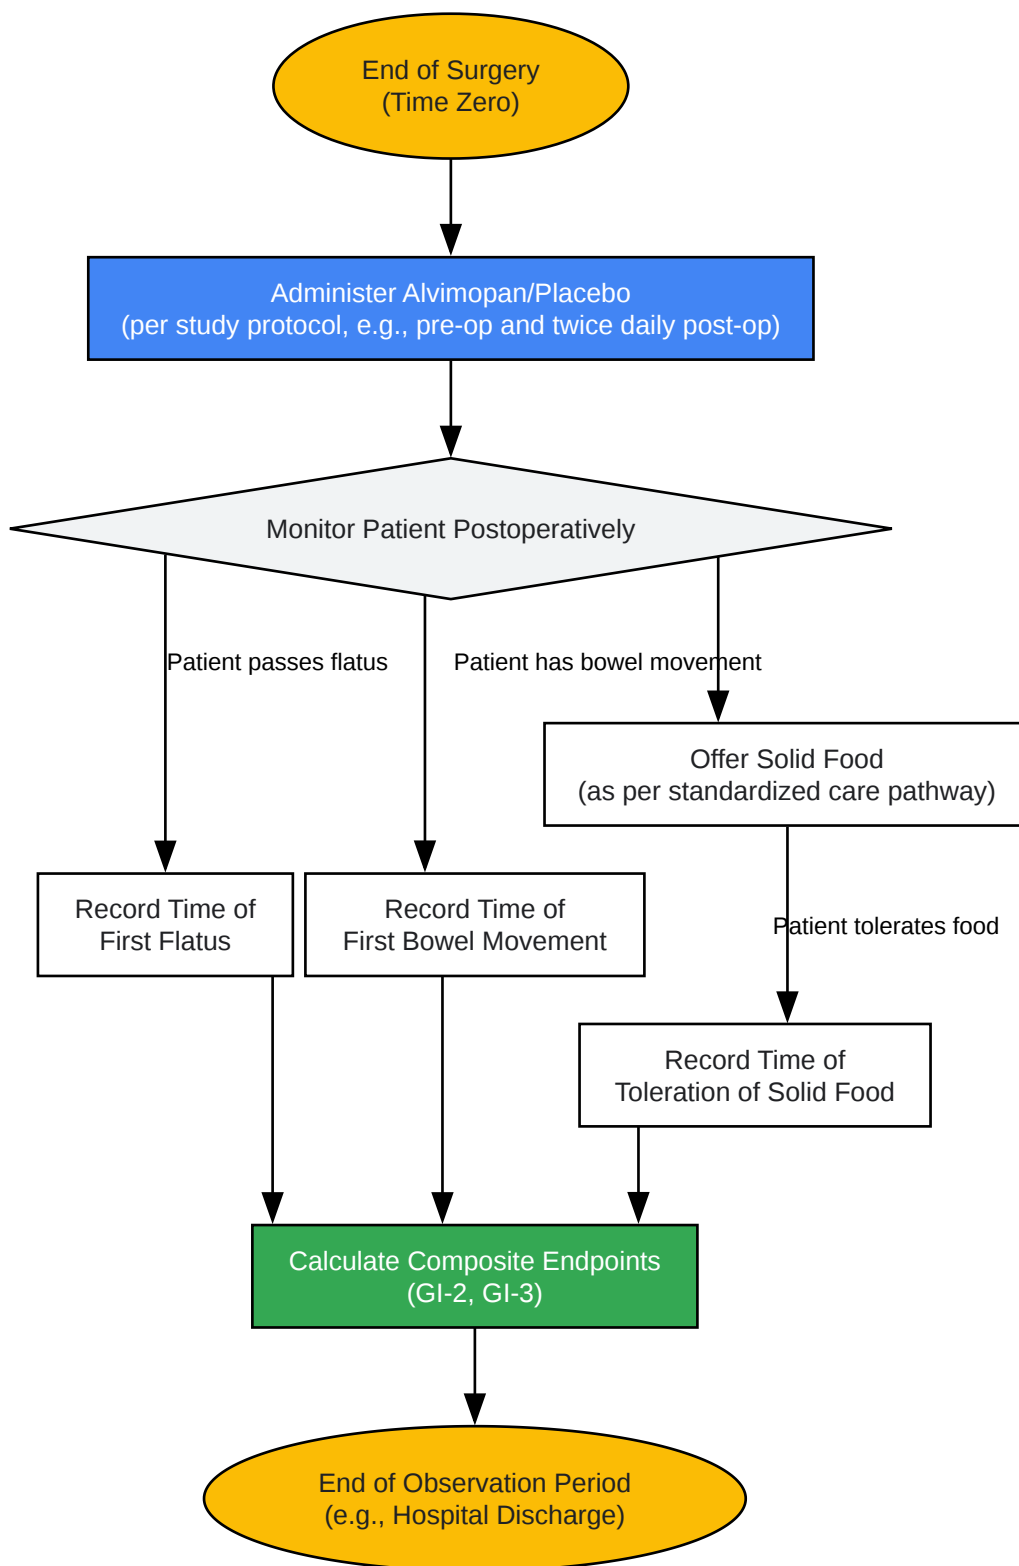 End of Surgery
(Time Zero)
Administer Alvimopan/Placebo
(per study protocol, e.g., pre-op and twice daily post-op)
Monitor Patient Postoperatively
Patient passes flatus
Patient has bowel movement
Offer Solid Food
(as per standardized care pathway)
Record Time of
First Flatus
Record Time of
First Bowel Movement
Patient tolerates food
Record Time of
Toleration of Solid Food
Calculate Composite Endpoints
(GI-2, GI-3)
End of Observation Period
(e.g., Hospital Discharge)